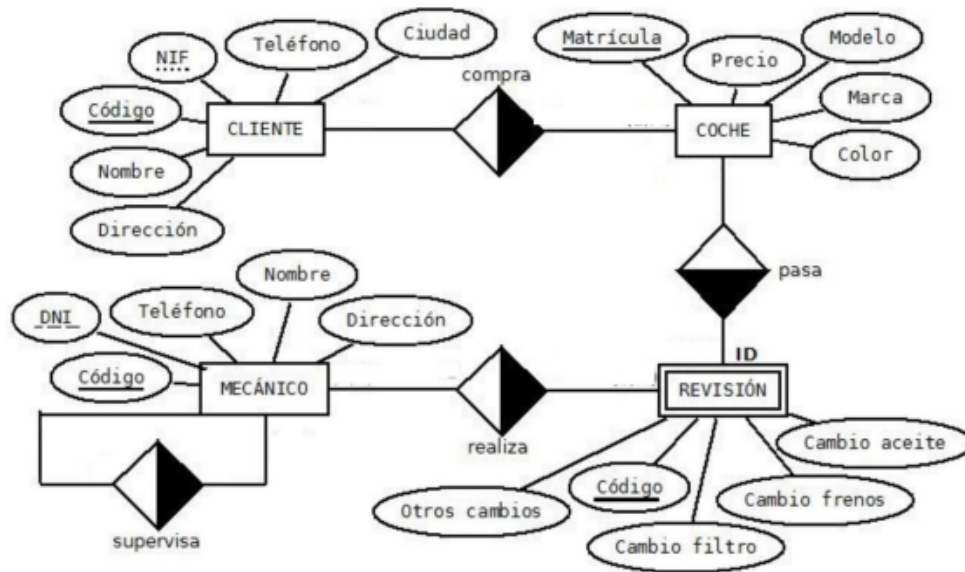 NIF
Teléfono
Ciudad
Código
CLIENTE
Nombre
Dirección
compra
Matrícula
Precio
Modelo
Marca
COCHE
Color
pasa
DNI
Teléfono
Nombre
Dirección
Código
MECÁNICO
supervisa
realiza
ID
REVISIÓN
Cambio aceite
Código
Cambio frenos
Otros cambios
Cambio filtro